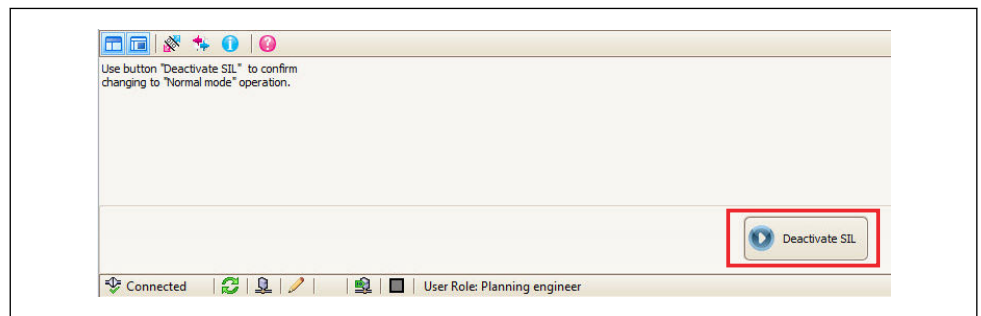 Use button "Deactivate SIL" to confirm
changing to "Normal mode" operation.
Deactivate SIL
Connected
User Role: Planning engineer